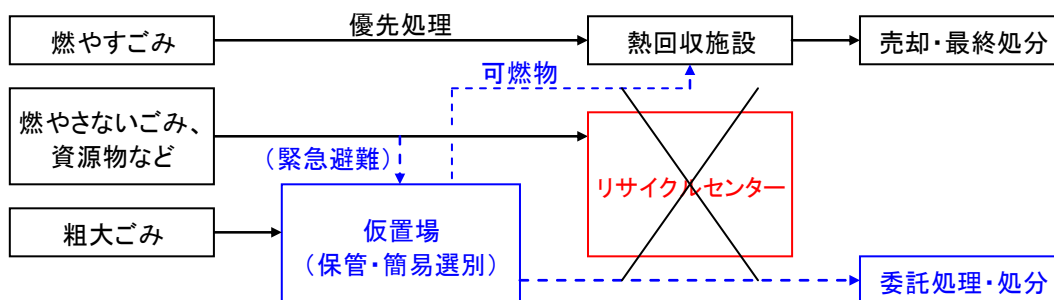 燃やすごみ
優先処理
熱回収施設
売却・最終処分
可燃物
燃やさないごみ、
資源物など
（緊急避難）
リサイクルセンター
粗大ごみ
仮置場
（保管・簡易選別）
委託処理・処分